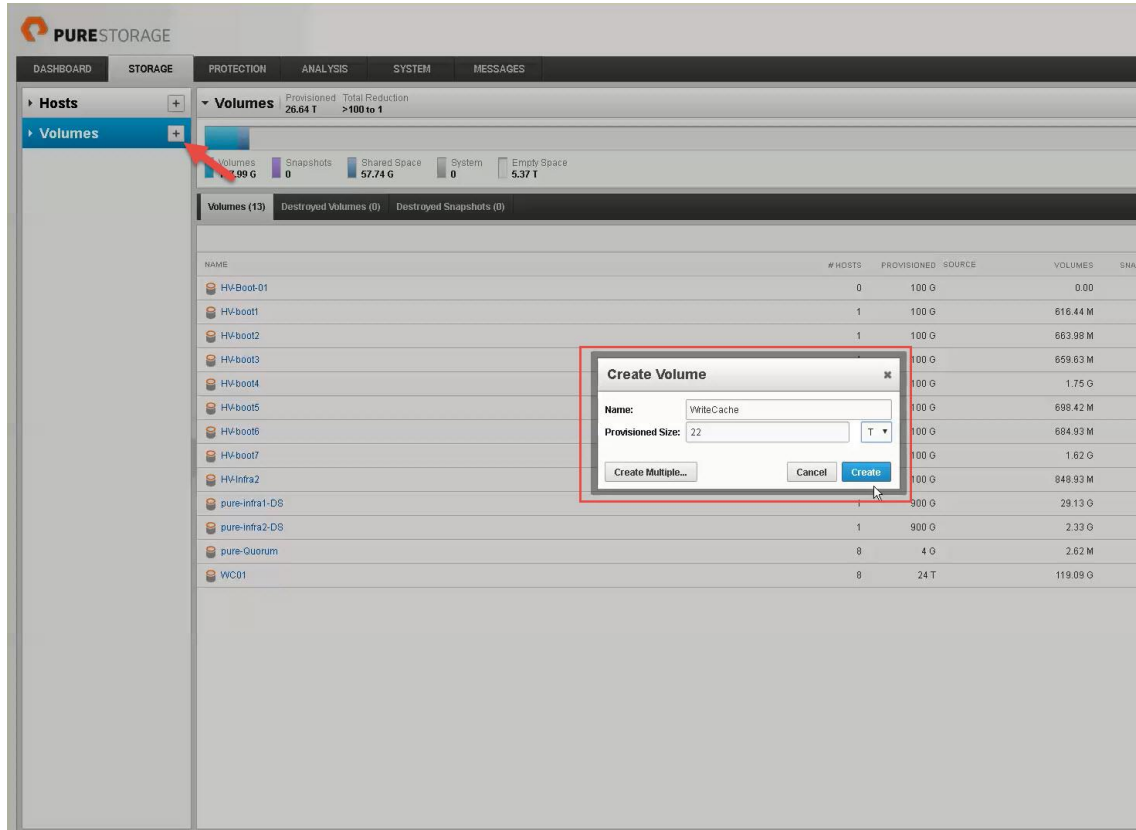 PURESTORAGE
DASHBOARD STORAGE PROTECTION ANALYSIS SYSTEM MESSAGES
Hosts +
Volumes +
Volumes Provisioned 26.64 T Total Reduction >100 to 1
Volumes Snapshots Shared Space System Empty Space
.99 G 0 57.74 G 0 5.37 T
Volumes (13) Destroyed Volumes (0) Destroyed Snapshots (0)
NAME # HOSTS PROVISIONED SOURCE VOLUMES SNA
HV-Boot-01 0 100 G 0.00
HV-boot1 1 100 G 616.44 M
HV-boot2 1 100 G 663.98 M
HV-boot3 100 G 659.63 M
HV-boot4 100 G 1.75 G
HV-boot5 100 G 698.42 M
HV-boot6 100 G 684.93 M
HV-boot7 100 G 1.62 G
HV-Infra2 100 G 848.93 M
pure-infra1-DS 1 900 G 29.13 G
pure-infra2-DS 1 900 G 2.33 G
pure-Quorum 8 4 G 2.62 M
WC01 8 24 T 119.09 G
Create Volume
Name: WriteCache
Provisioned Size: 22 T
Create Multiple... Cancel Create